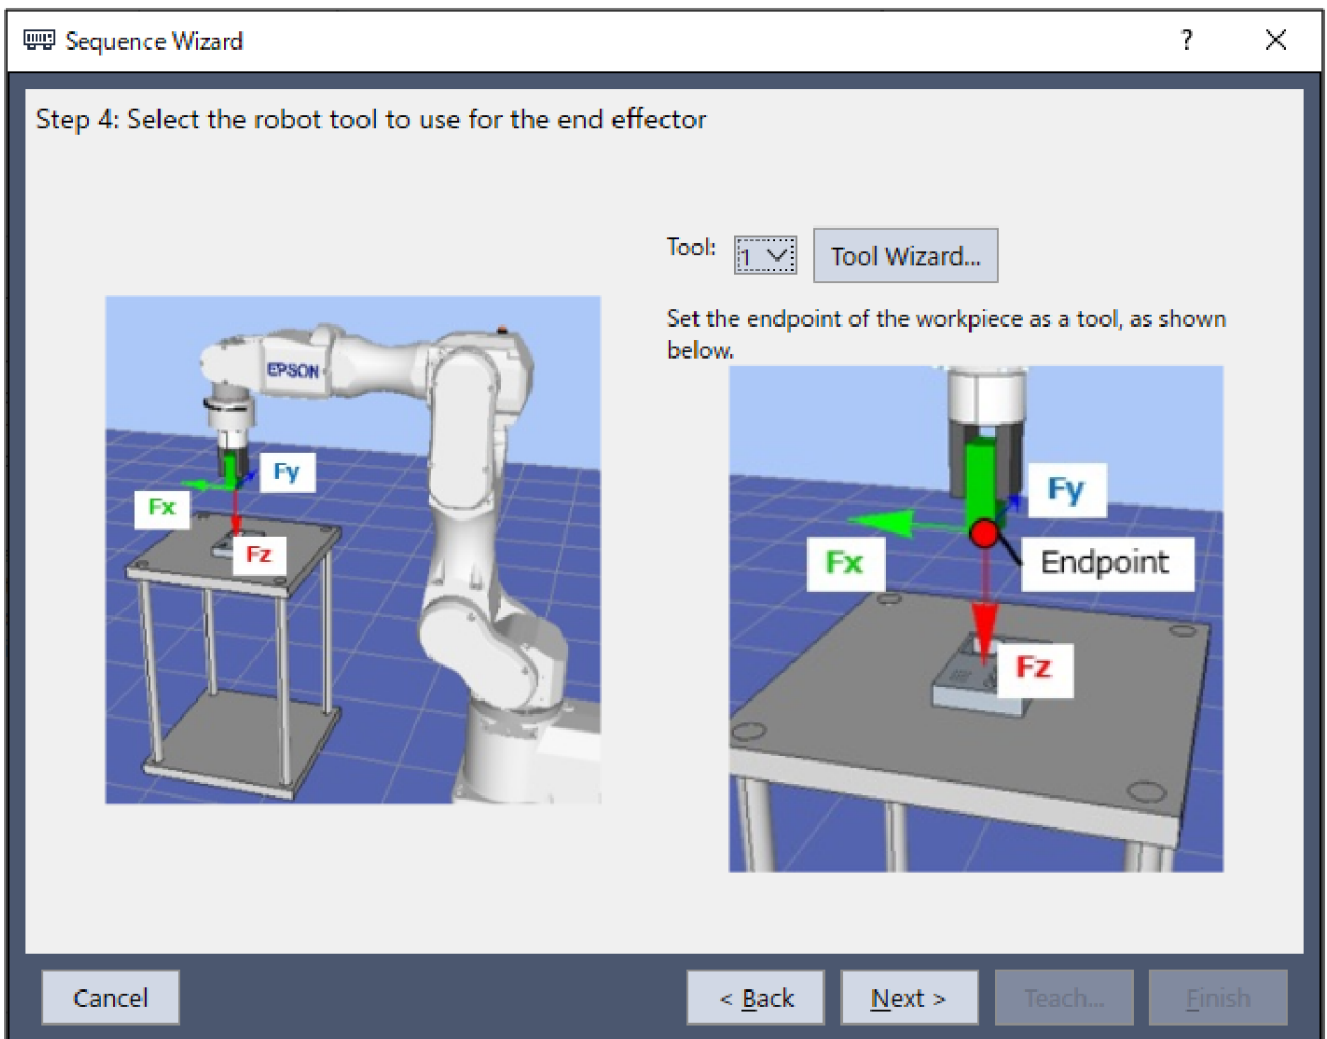 Sequence Wizard
?
Step 4: Select the robot tool to use for the end effector
Tool:
1
Tool Wizard...
Set the endpoint of the workpiece as a tool, as shown
below.
EPSON
Fy
Fx
Fz
Fy
Fx
Endpoint
Fz
Cancel
< Back
Next >
Teach...
Finish